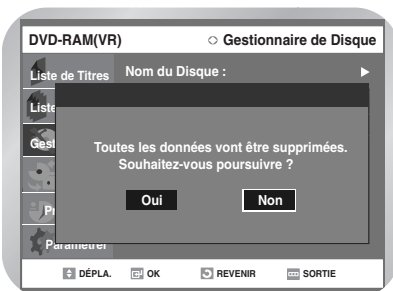 DVD-RAM(VR) Gestionnaire de Disque
Liste de Titres Nom du Disque :
Liste
Gest
Toutes les données vont être supprimées.
Souhaitez-vous poursuivre ?
Oui Non
Paramétrer
DÉPLA. OK REVENIR SORTIE